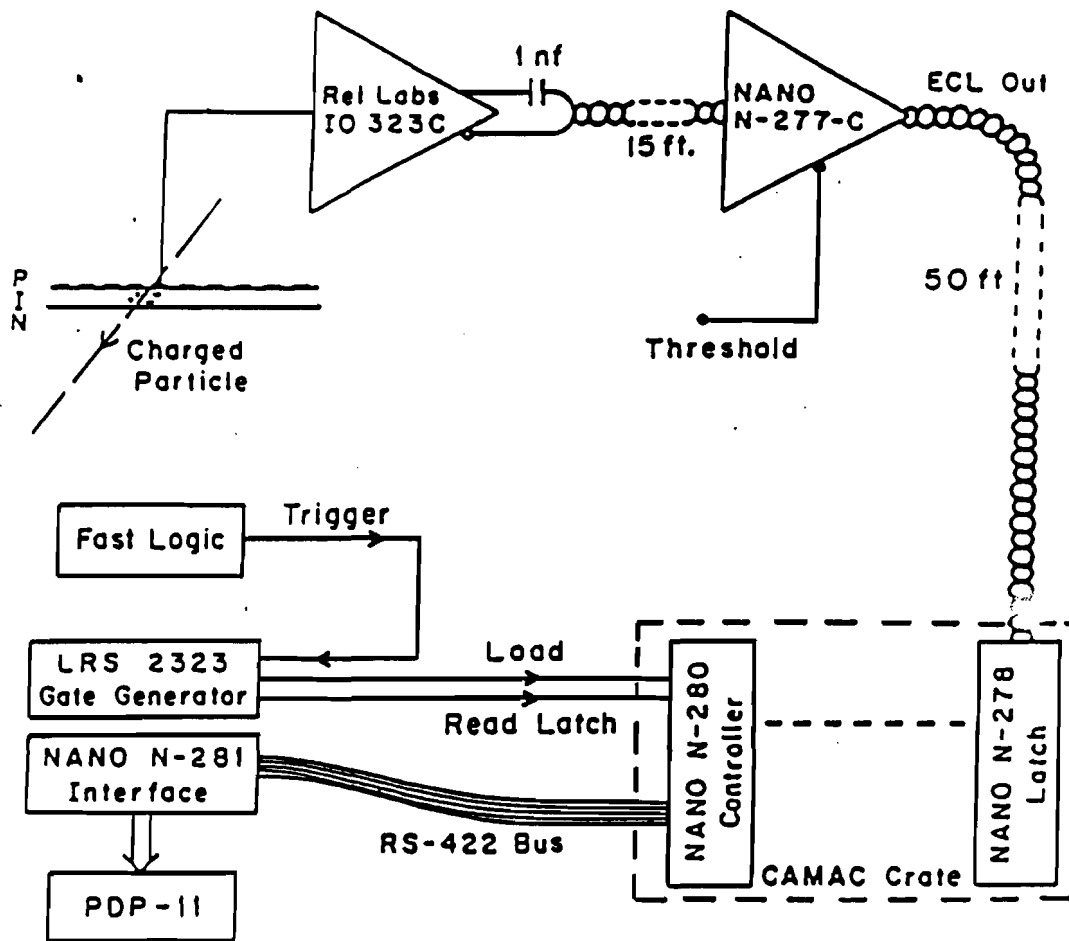 Rel Labs
IO 323C
1 nf
15 ft.
NANO
N-277-C
ECL Out
50 ft
Threshold
P
I
N
Charged
Particle
Fast Logic
Trigger
LRS 2323
Gate Generator
Load
Read Latch
NANO N-281
Interface
RS-422 Bus
PDP-11
NANO N-280
Controller
NANO N-278
Latch
CAMAC Crate